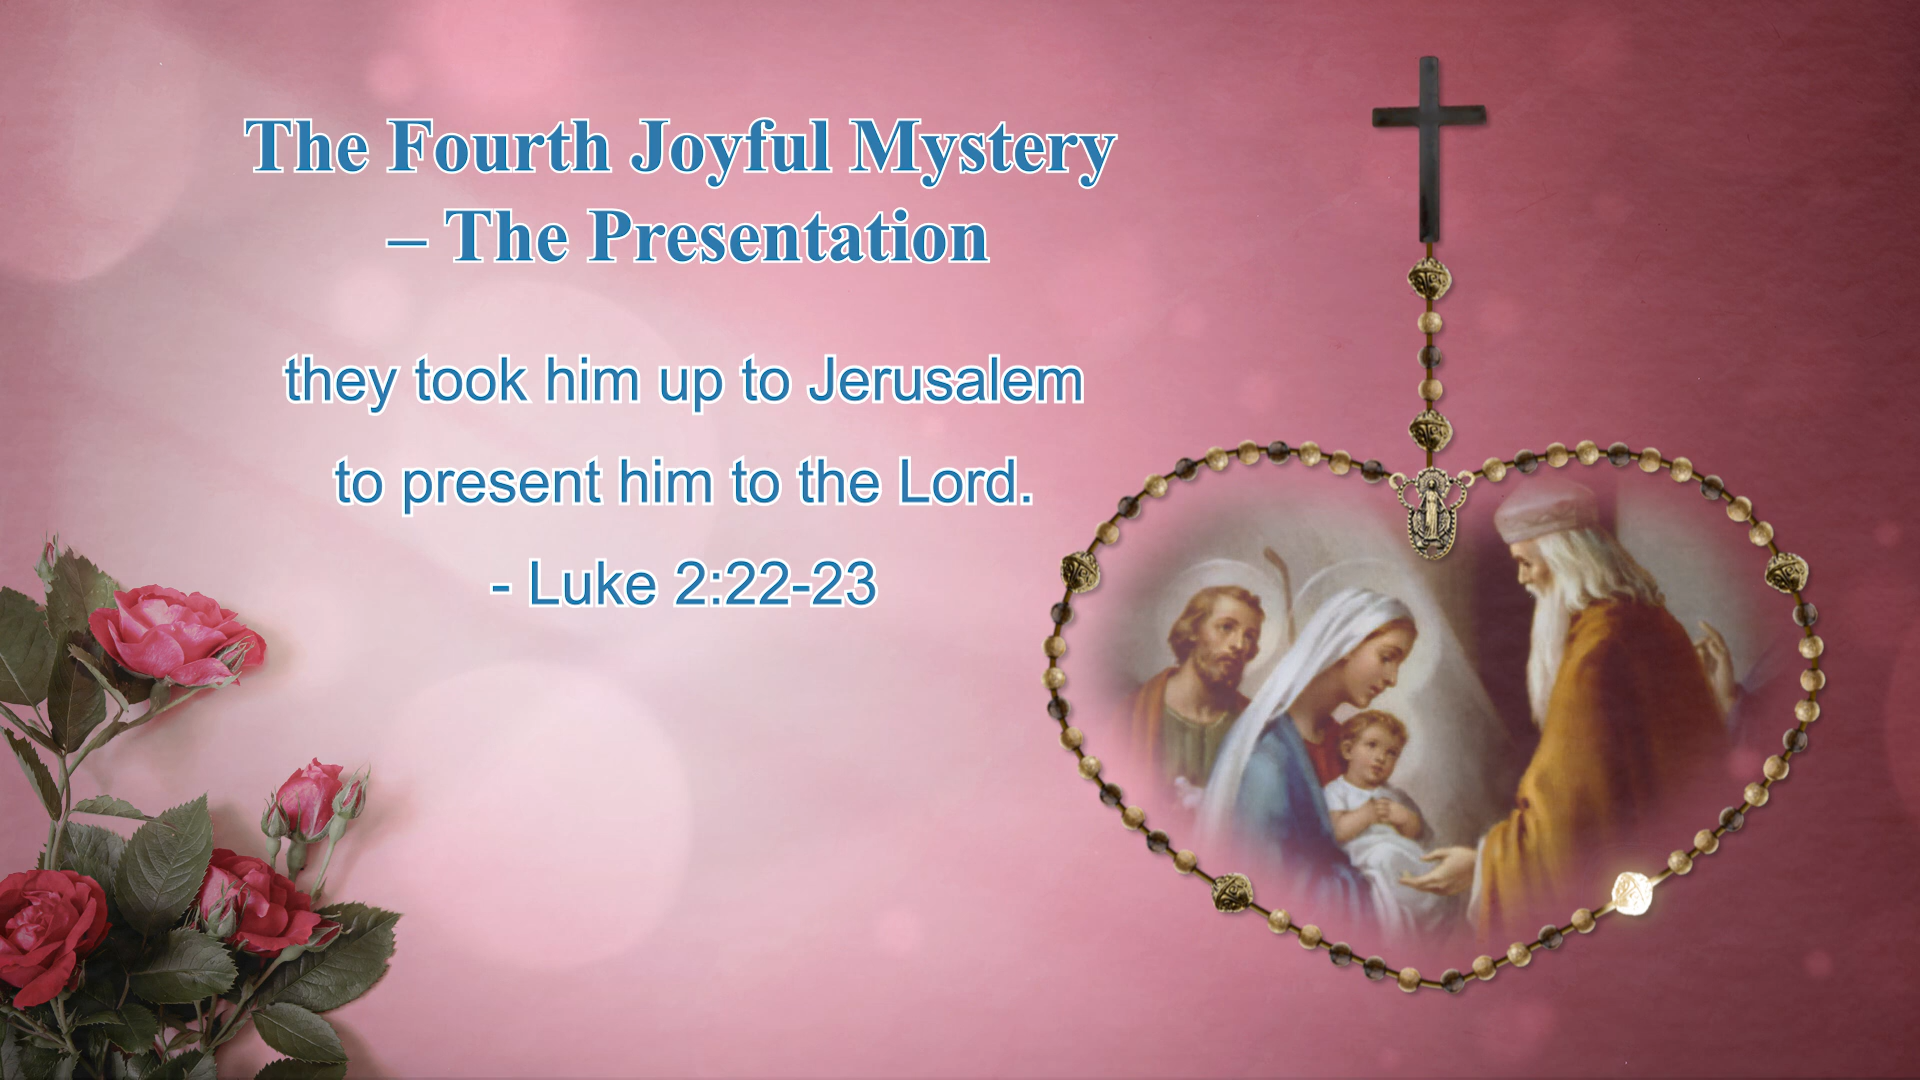 The Fourth Joyful Mystery
– The Presentation
they took him up to Jerusalem
to present him to the Lord.
- Luke 2:22-23